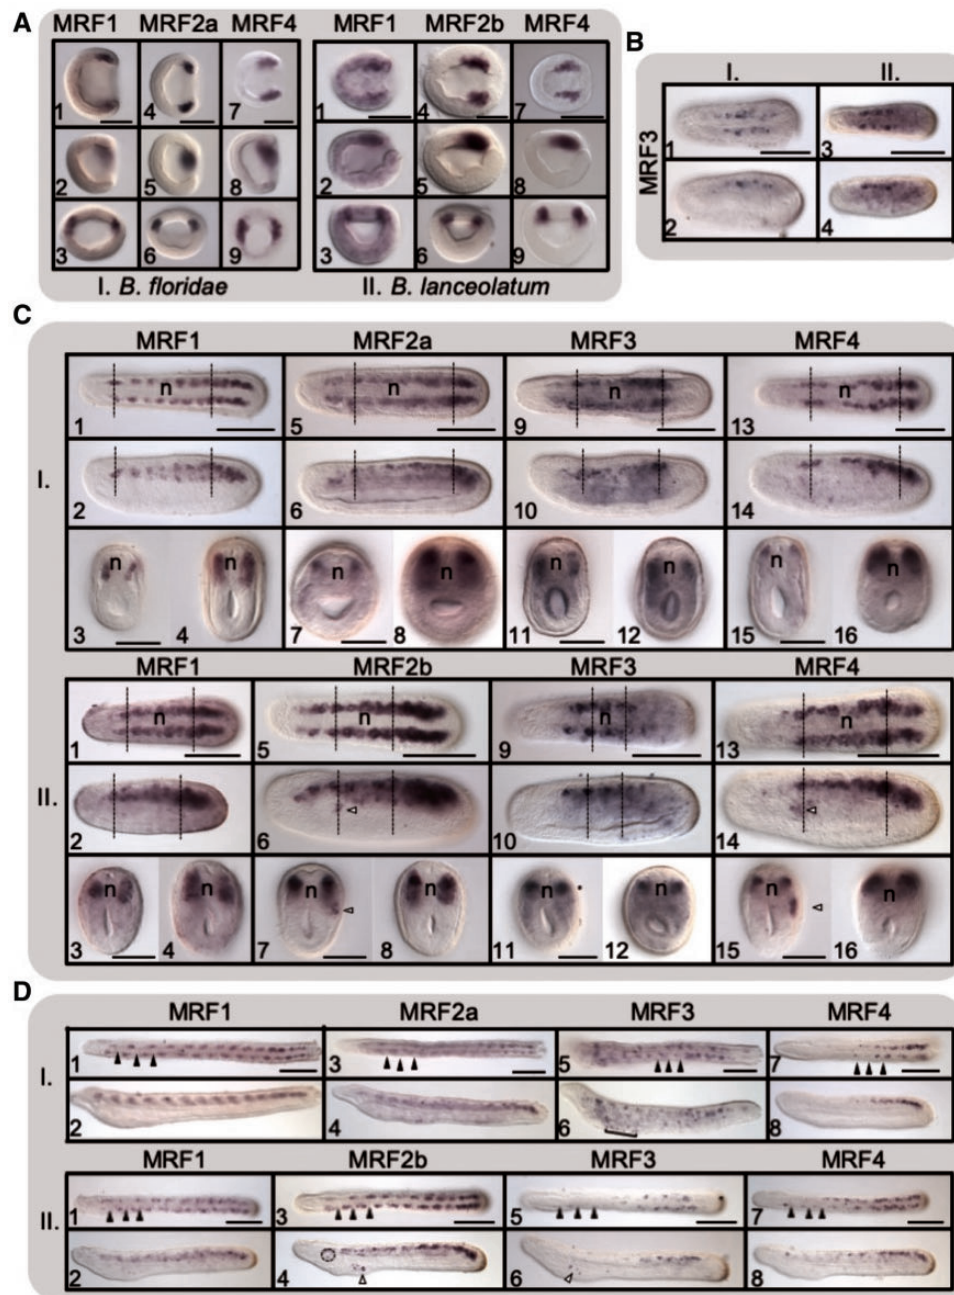 A
MRF1 MRF2a MRF4 MRF1 MRF2b MRF4
1 4 7 1 4 7
2 5 8 2 5 8
3 6 9 3 6 9
I. B. floridae II. B. lanceolatum
B
I. II.
MRF3
1 3
2 4
C
MRF1 MRF2a MRF3 MRF4
I.
n n n n
1 5 9 13
2 6 10 14
n n n n n n n n
3 4 7 8 11 12 15 16
MRF1 MRF2b MRF3 MRF4
II.
n n n n
1 5 9 13
2 6 10 14
n n n n n n n n
3 4 7 8 11 12 15 16
D
MRF1 MRF2a MRF3 MRF4
I.
1 3 5 7
2 4 6 8
MRF1 MRF2b MRF3 MRF4
II.
1 3 5 7
2 4 6 8